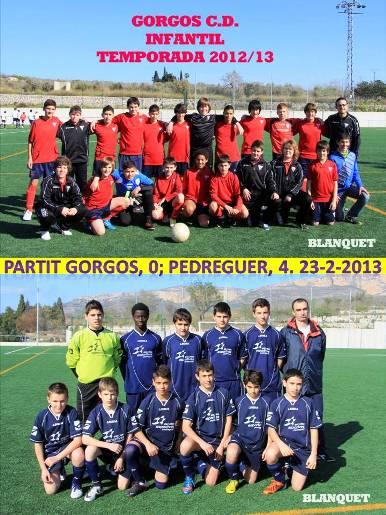 GORGOS C.D.
INFANTIL
TEMPORADA 2012/13
BLANQUET
PARTIT GORGOS, 0; PEDREGUER, 4. 23-2-2013
BLANQUET